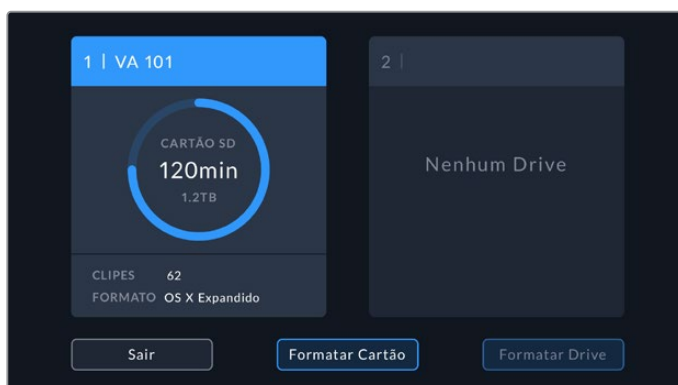 1 | VA 101
CARTÃO SD
120min
1.2TB
CLIPES 62
FORMATO OS X Expandido
2 |
Nenhum Drive
Sair
Formatar Cartão
Formatar Drive